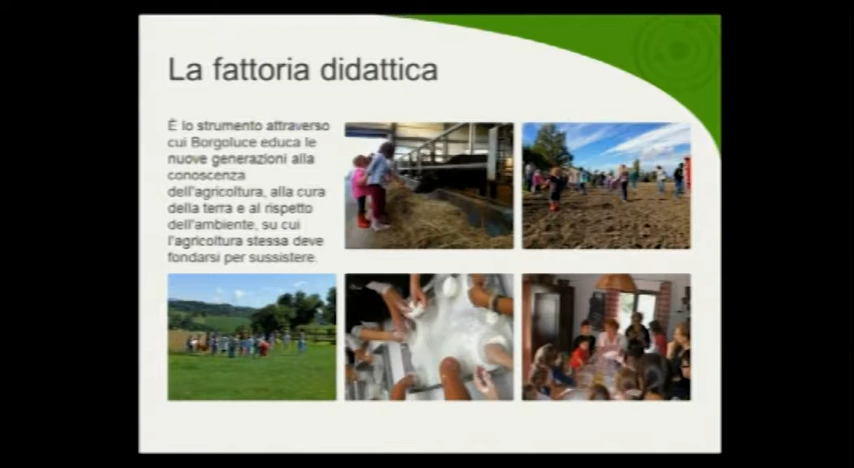 La fattoria didattica
È lo strumento attraverso
cui Borgoluce educa le
nuove generazioni alla
conoscenza
dell'agricoltura, alla cura
della terra e al rispetto
dell'ambiente, su cui
l'agricoltura stessa deve
fondarsi per sussistere.